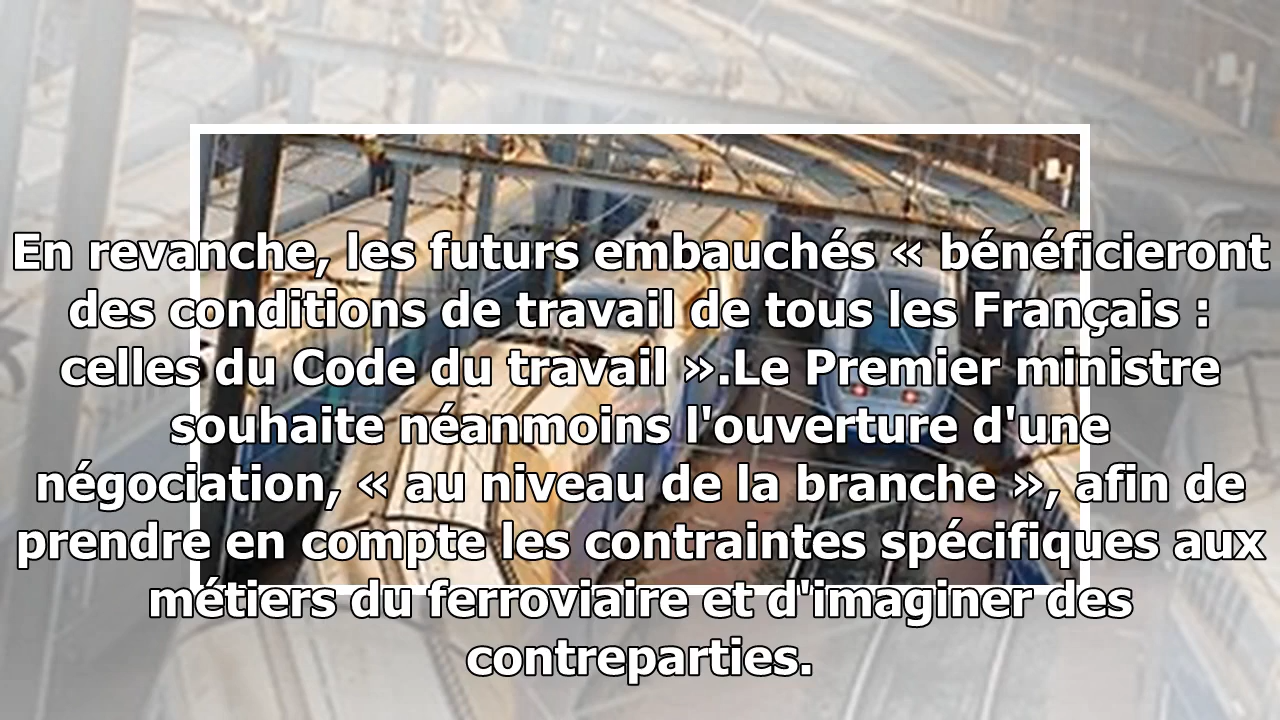 En revanche, les futurs embauchés « bénéficieront
des conditions de travail de tous les Français :
celles du Code du travail ».Le Premier ministre
souhaite néanmoins l'ouverture d'une
négociation, « au niveau de la branche », afin de
prendre en compte les contraintes spécifiques aux
métiers du ferroviaire et d'imaginer des
contreparties.